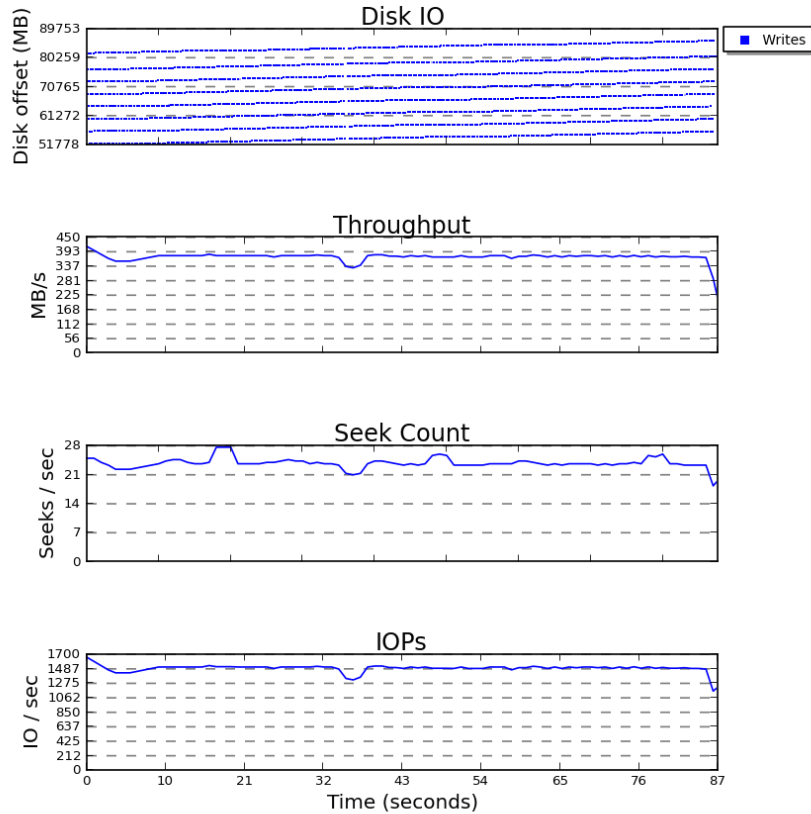 Disk IO
Writes
Disk offset (MB)
89753
80259
70765
61272
51778
Throughput
MB/s
450
393
337
281
225
168
112
56
0
Seek Count
Seeks / sec
28
21
14
7
0
IOPs
IO / sec
1700
1487
1275
1062
850
637
425
212
0
0 10 21 32 43 54 65 76 87
Time (seconds)